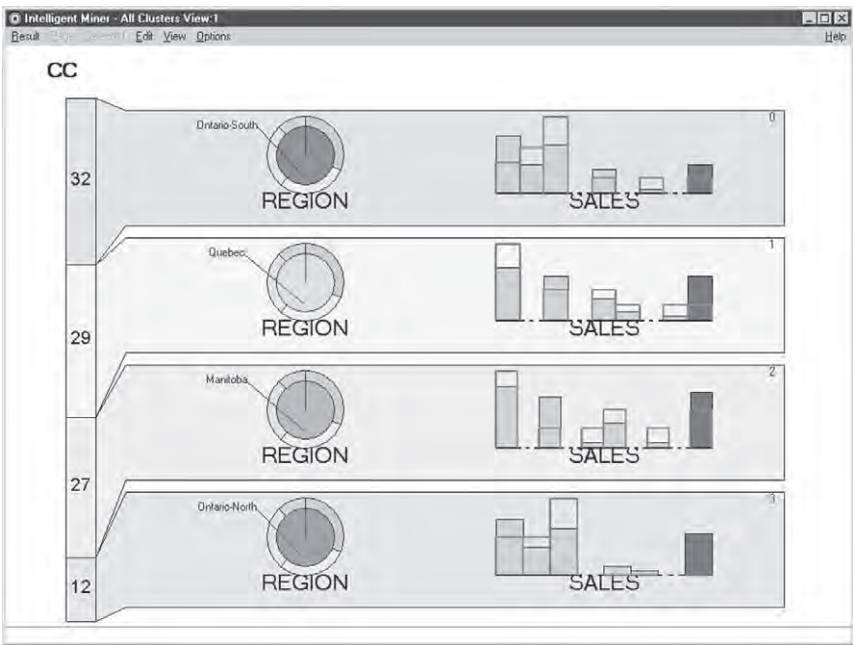 Intelligent Miner - All Clusters View:1
Result Edit View Options Help
CC
32
Ontario-South
REGION
SALES
0
29
Quebec
REGION
SALES
1
27
Manitoba
REGION
SALES
2
12
Ontario-North
REGION
SALES
3